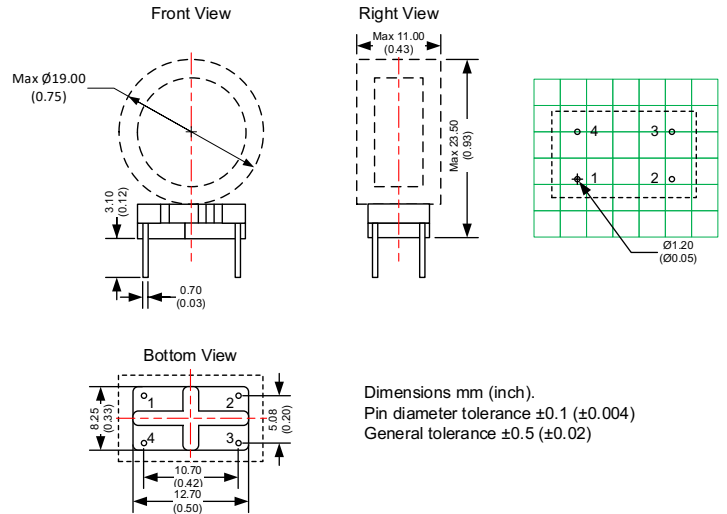 Front View
Right View
Max Ø19.00
(0.75)
3.10
(0.12)
0.70
(0.03)
Max 11.00
(0.43)
Max 23.50
(0.93)
4
3
1
2
Ø1.20
(Ø0.05)
Bottom View
1
2
4
3
8.25
(0.33)
5.08
(0.20)
10.70
(0.42)
12.70
(0.50)
Dimensions mm (inch).
Pin diameter tolerance ±0.1 (±0.004)
General tolerance ±0.5 (±0.02)